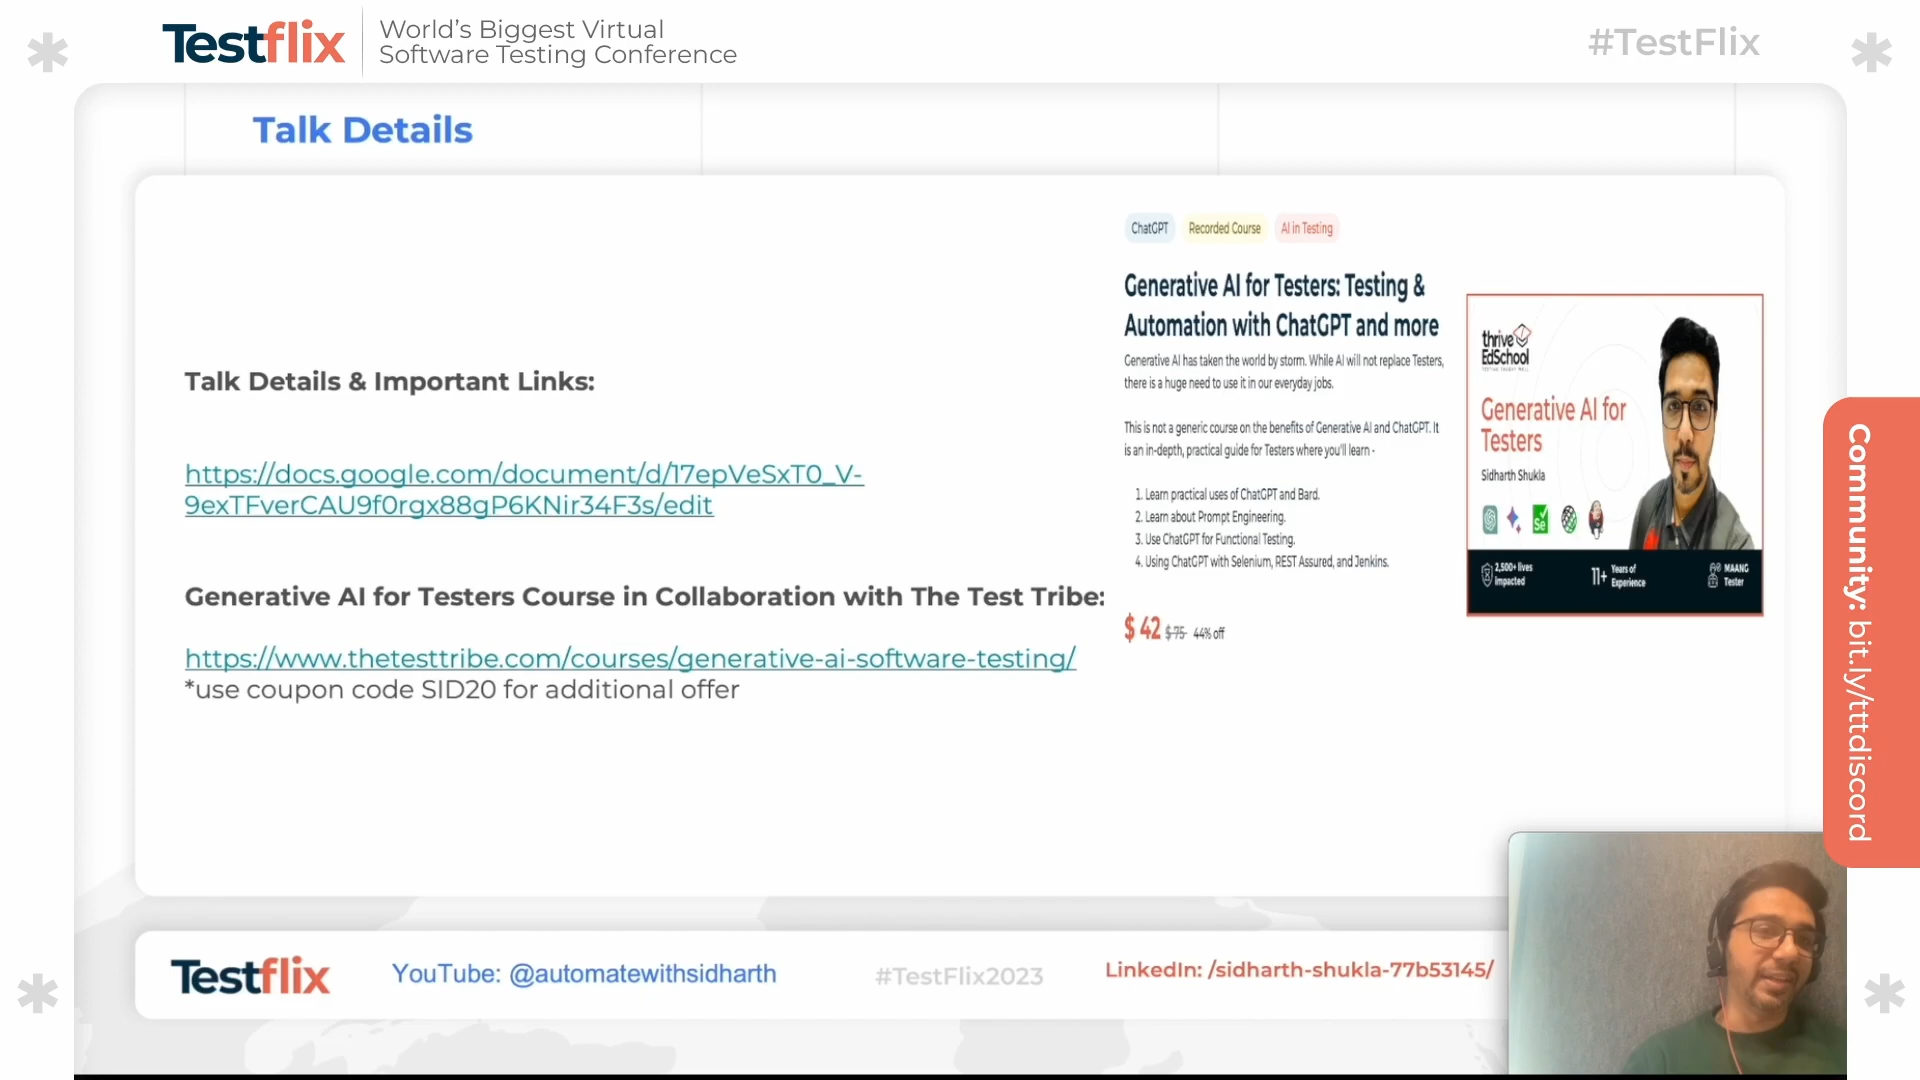 Testflix
World's Biggest Virtual
Software Testing Conference
#TestFlix
Talk Details
Talk Details & Important Links:
https://docs.google.com/document/d/17epVeSxT0_V-
9exTFverCAU9f0rgx88gP6KNir34F3s/edit
Generative AI for Testers Course in Collaboration with The Test Tribe:
https://www.thetesttribe.com/courses/generative-ai-software-testing/
*use coupon code SID20 for additional offer
ChatGPT
Recorded Course
AI in Testing
Generative AI for Testers: Testing &
Automation with ChatGPT and more
Generative AI has taken the world by storm. While AI will not replace Testers,
there is a huge need to use it in our everyday jobs.
This is not a generic course on the benefits of Generative AI and ChatGPT. It
is an in-depth, practical guide for Testers where you'll learn -
1. Learn practical uses of ChatGPT and Bard.
2. Learn about Prompt Engineering.
3. Use ChatGPT for Functional Testing.
4. Using ChatGPT with Selenium, REST Assured, and Jenkins.
$ 42 $ 75 44% off
thrive
EdSchool
Generative AI for
Testers
Sidharth Shukla
Se
2,500+ lives
impacted
11+ Years of
Experience
MAANG
Tester
Community: bit.ly/tttdiscord
Testflix
YouTube: @automatewithsidharth
#TestFlix2023
LinkedIn: /sidharth-shukla-77b53145/